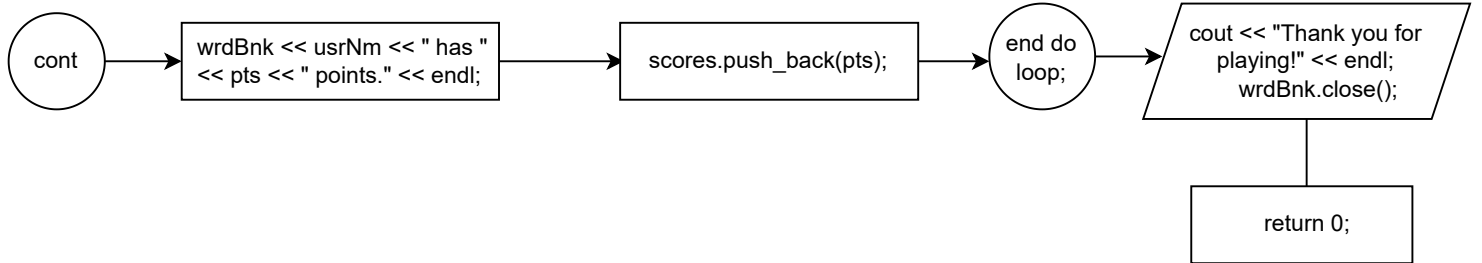 cont
wrdBnk << usrNm << " has "
<< pts << " points." << endl;
scores.push_back(pts);
end do
loop;
cout << "Thank you for
playing!" << endl;
wrdBnk.close();
return 0;